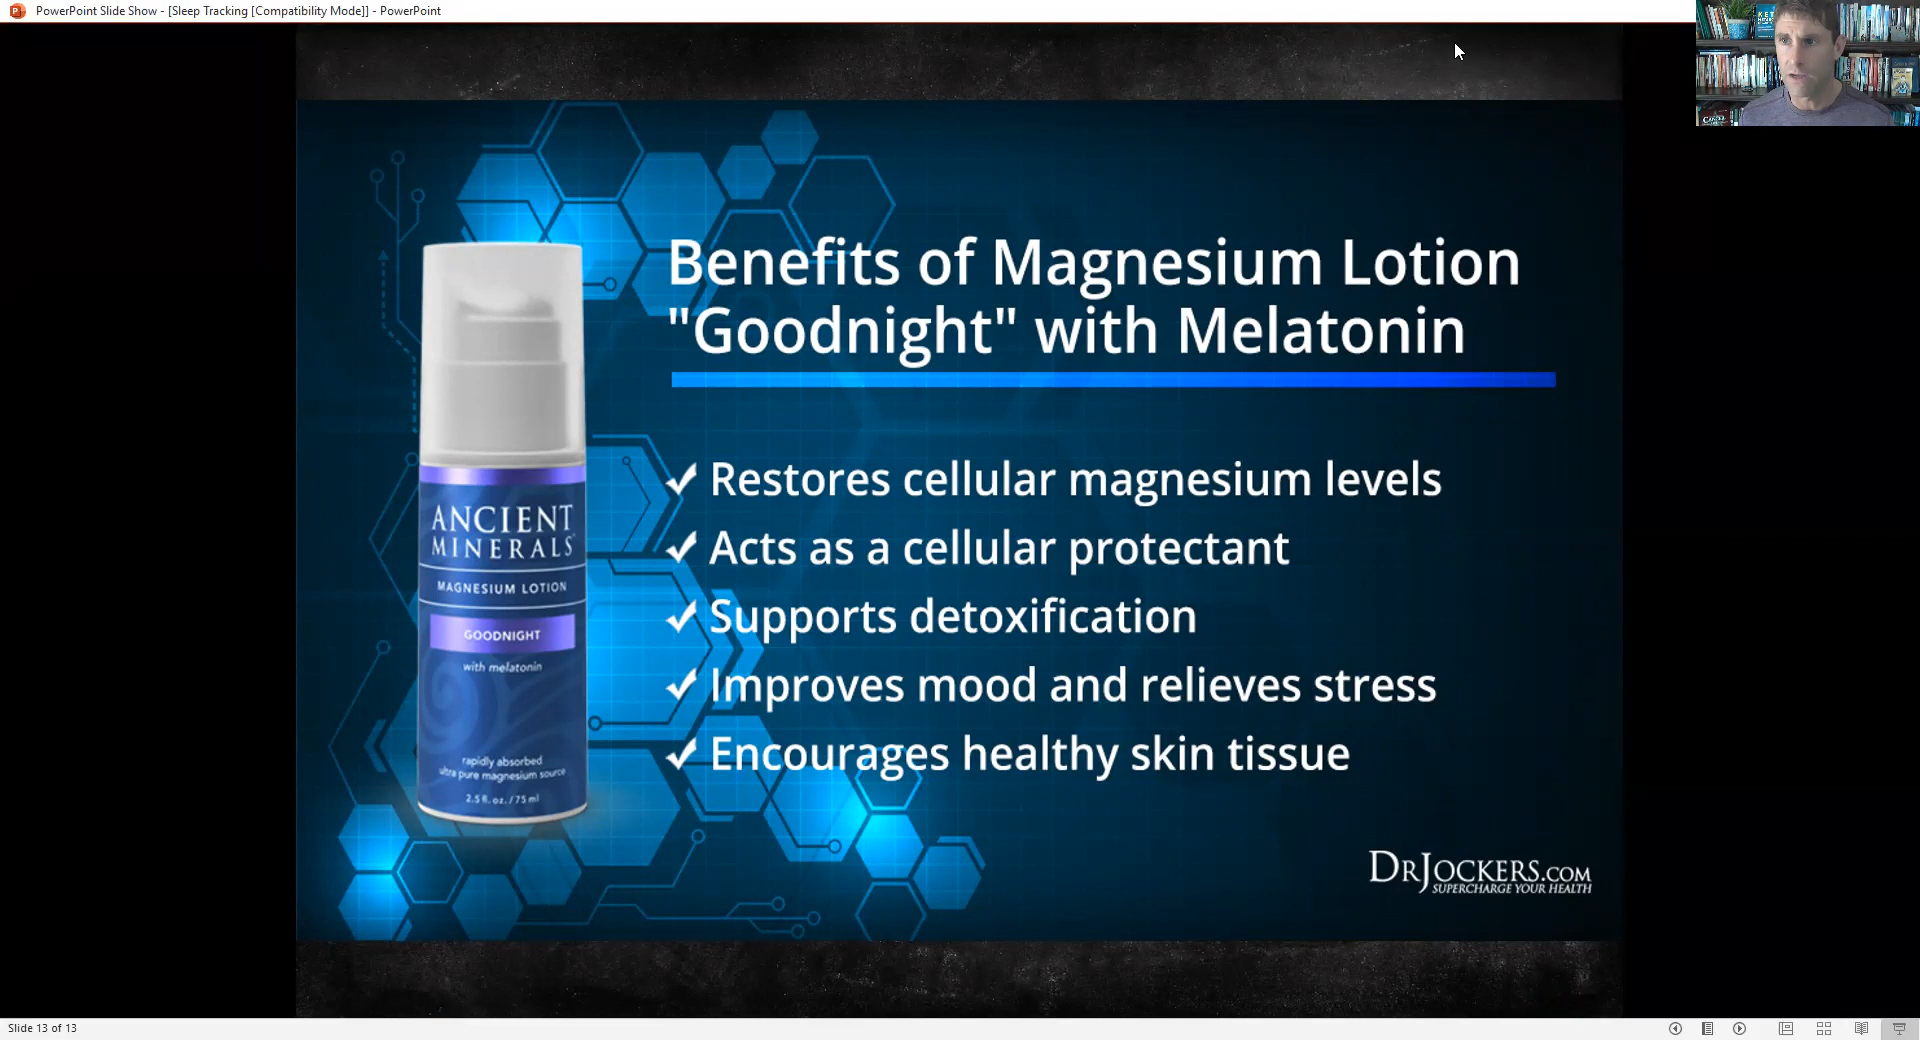 PowerPoint Slide Show - [Sleep Tracking [Compatibility Mode]] - PowerPoint
Benefits of Magnesium Lotion
"Goodnight" with Melatonin
✓ Restores cellular magnesium levels
✓ Acts as a cellular protectant
✓ Supports detoxification
✓ Improves mood and relieves stress
✓ Encourages healthy skin tissue
ANCIENT
MINERALS
MAGNESIUM LOTION
GOODNIGHT
with melatonin
rapidly absorbed
ultra pure magnesium source
2.5 fl. oz. / 75 ml
DRJOCKERS.COM
SUPERCHARGE YOUR HEALTH
Slide 13 of 13